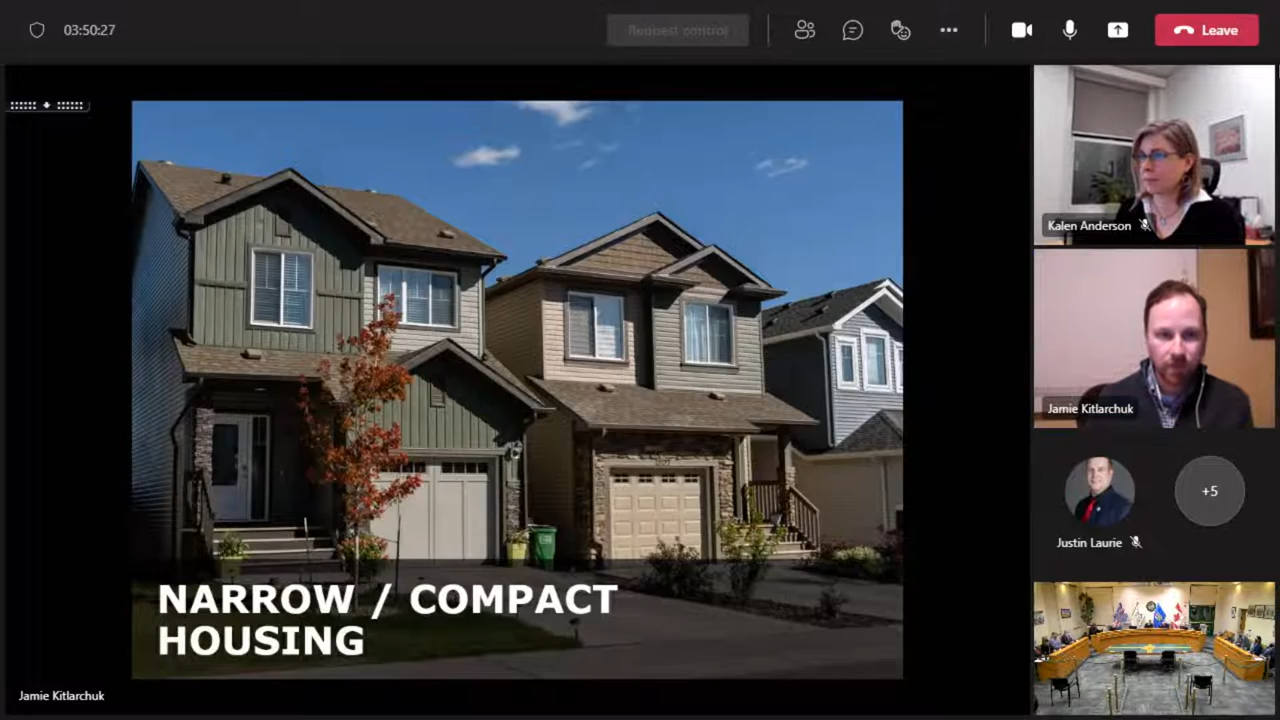 03:50:27
Request control
Leave
Kalen Anderson
Jamie Kitlarchuk
+5
Justin Laurie
NARROW / COMPACT
HOUSING
Jamie Kitlarchuk